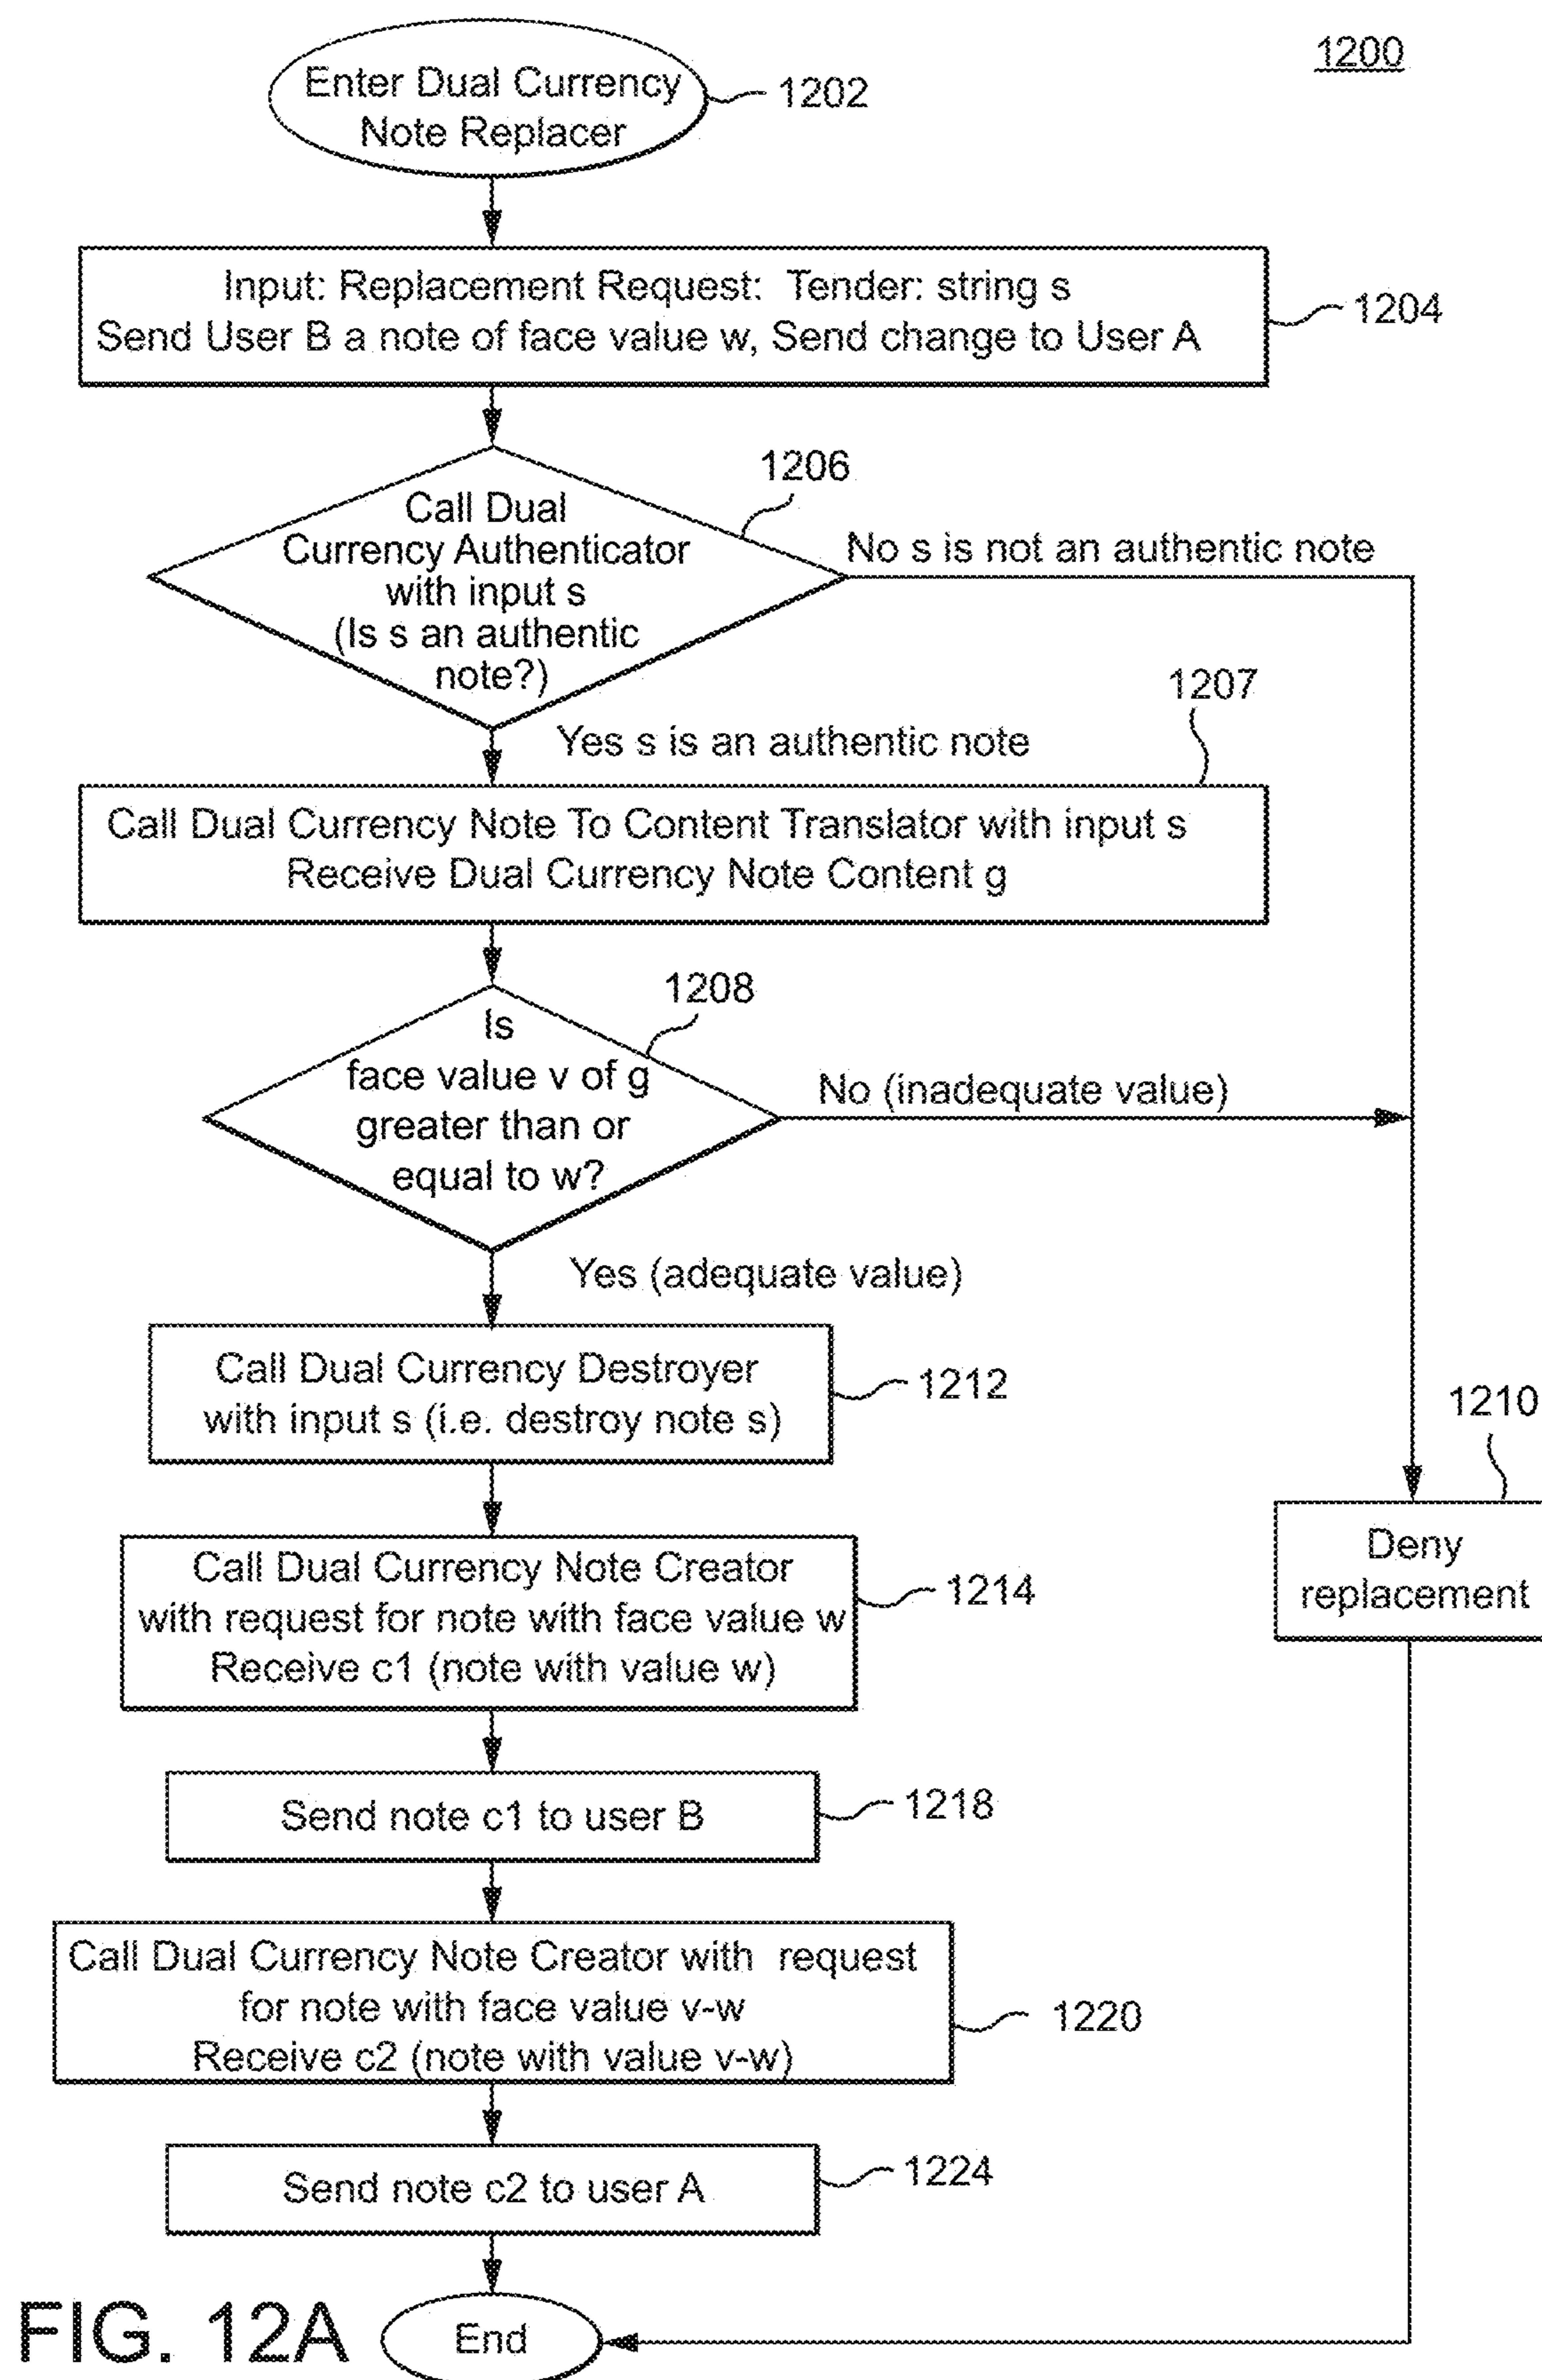 1200
Enter Dual Currency
Note Replacer
1202
Input: Replacement Request: Tender: string s
Send User B a note of face value w, Send change to User A
1204
1206
Call Dual
Currency Authenticator
with input s
(Is s an authentic
note?)
No s is not an authentic note
Yes s is an authentic note
1207
Call Dual Currency Note To Content Translator with input s
Receive Dual Currency Note Content g
1208
Is
face value v of g
greater than or
equal to w?
No (inadequate value)
Yes (adequate value)
Call Dual Currency Destroyer
with input s (i.e. destroy note s)
1212
1210
Deny
replacement
Call Dual Currency Note Creator
with request for note with face value w
Receive c1 (note with value w)
1214
Send note c1 to user B
1218
Call Dual Currency Note Creator with request
for note with face value v-w
Receive c2 (note with value v-w)
1220
Send note c2 to user A
1224
End
FIG. 12A